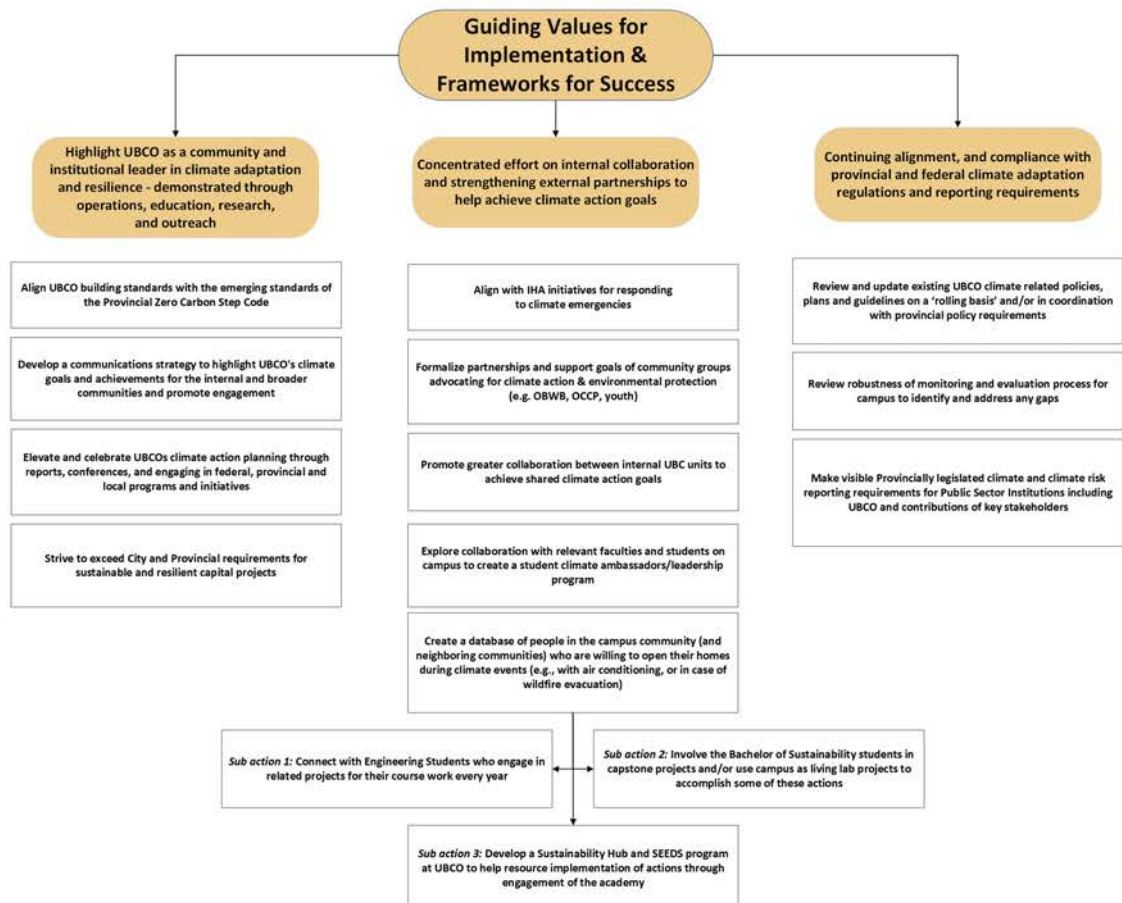 Guiding Values for
Implementation &
Frameworks for Success
Highlight UBCO as a community and
institutional leader in climate adaptation
and resilience - demonstrated through
operations, education, research,
and outreach
Align UBCO building standards with the emerging standards of
the Provincial Zero Carbon Step Code
Develop a communications strategy to highlight UBCO's climate
goals and achievements for the internal and broader
communities and promote engagement
Elevate and celebrate UBCOs climate action planning through
reports, conferences, and engaging in federal, provincial and
local programs and initiatives
Strive to exceed City and Provincial requirements for
sustainable and resilient capital projects
Concentrated effort on internal collaboration
and strengthening external partnerships to
help achieve climate action goals
Align with IHA initiatives for responding
to climate emergencies
Formalize partnerships and support goals of community groups
advocating for climate action & environmental protection
(e.g. OBWB, OCCP, youth)
Promote greater collaboration between internal UBC units to
achieve shared climate action goals
Explore collaboration with relevant faculties and students on
campus to create a student climate ambassadors/leadership
program
Create a database of people in the campus community (and
neighboring communities) who are willing to open their homes
during climate events (e.g., with air conditioning, or in case of
wildfire evacuation)
Sub action 1: Connect with Engineering Students who engage in
related projects for their course work every year
Sub action 2: Involve the Bachelor of Sustainability students in
capstone projects and/or use campus as living lab projects to
accomplish some of these actions
Sub action 3: Develop a Sustainability Hub and SEEDS program
at UBCO to help resource implementation of actions through
engagement of the academy
Continuing alignment, and compliance with
provincial and federal climate adaptation
regulations and reporting requirements
Review and update existing UBCO climate related policies,
plans and guidelines on a ‘rolling basis’ and/or in coordination
with provincial policy requirements
Review robustness of monitoring and evaluation process for
campus to identify and address any gaps
Make visible Provincially legislated climate and climate risk
reporting requirements for Public Sector Institutions including
UBCO and contributions of key stakeholders